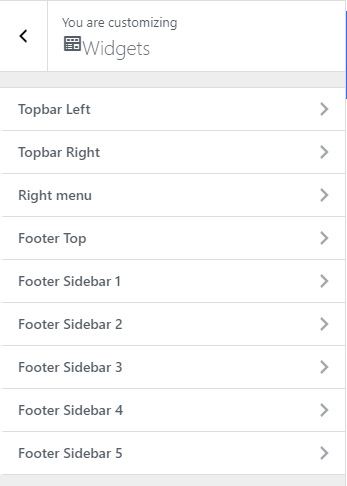 You are customizing
Widgets
Topbar Left
Topbar Right
Right menu
Footer Top
Footer Sidebar 1
Footer Sidebar 2
Footer Sidebar 3
Footer Sidebar 4
Footer Sidebar 5